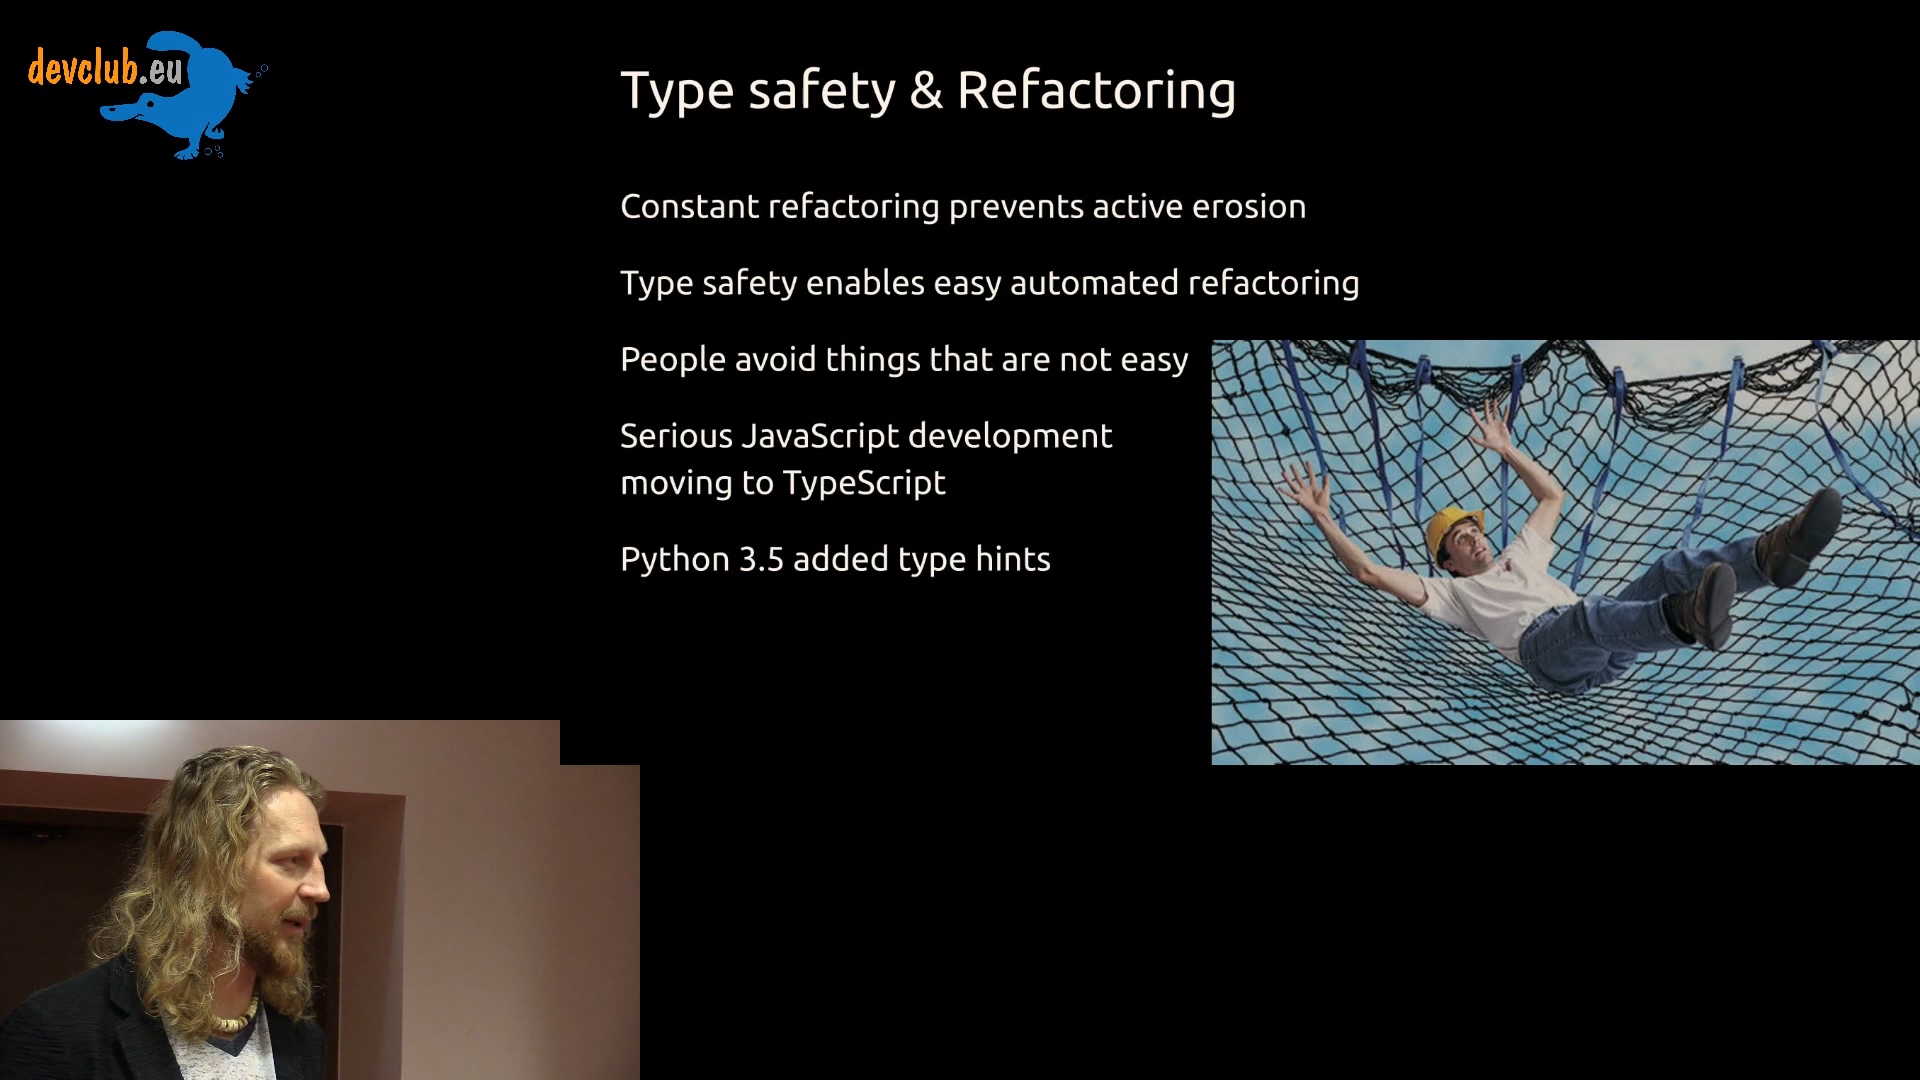 devclub.eu
Type safety & Refactoring
Constant refactoring prevents active erosion
Type safety enables easy automated refactoring
People avoid things that are not easy
Serious JavaScript development
moving to TypeScript
Python 3.5 added type hints